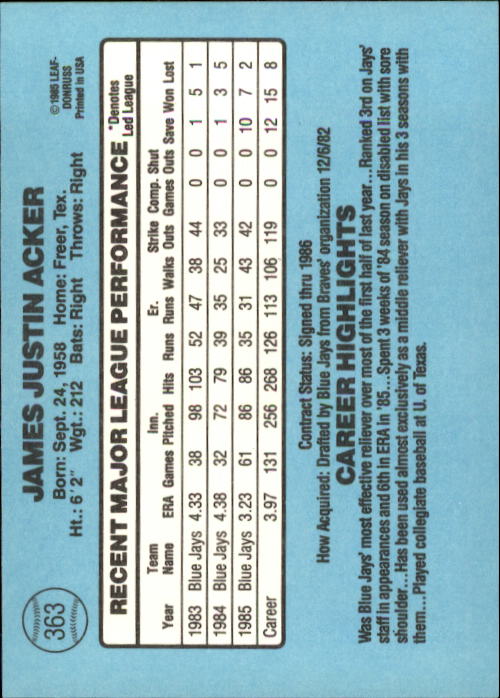 363
JAMES JUSTIN ACKER
Born: Sept. 24, 1958 Home: Freer, Tex.
Ht.: 6'2" Wgt.: 212 Bats: Right Throws: Right
©1985 LEAF-
DONRUSS
Printed in USA
RECENT MAJOR LEAGUE PERFORMANCE
*Denotes
Led League
Team Inn. Er. Strike Comp. Shut
Year Name ERA Games Pitched Hits Runs Runs Walks Outs Games Outs Save Won Lost
1983 Blue Jays 4.33 38 98 103 52 47 38 44 0 0 1 5 1
1984 Blue Jays 4.38 32 72 79 39 35 25 33 0 0 1 3 5
1985 Blue Jays 3.23 61 86 86 35 31 43 42 0 0 10 7 2
Career 3.97 131 256 268 126 113 106 119 0 0 12 15 8
Contract Status: Signed thru 1986
How Acquired: Drafted by Blue Jays from Braves' organization 12/6/82
CAREER HIGHLIGHTS
Was Blue Jays' most effective reliever over most of the first half of last year...Ranked 3rd on Jays'
staff in appearances and 6th in ERA in '85...Spent 3 weeks of '84 season on disabled list with sore
shoulder...Has been used almost exclusively as a middle reliever with Jays in his 3 seasons with
them...Played collegiate baseball at U. of Texas.